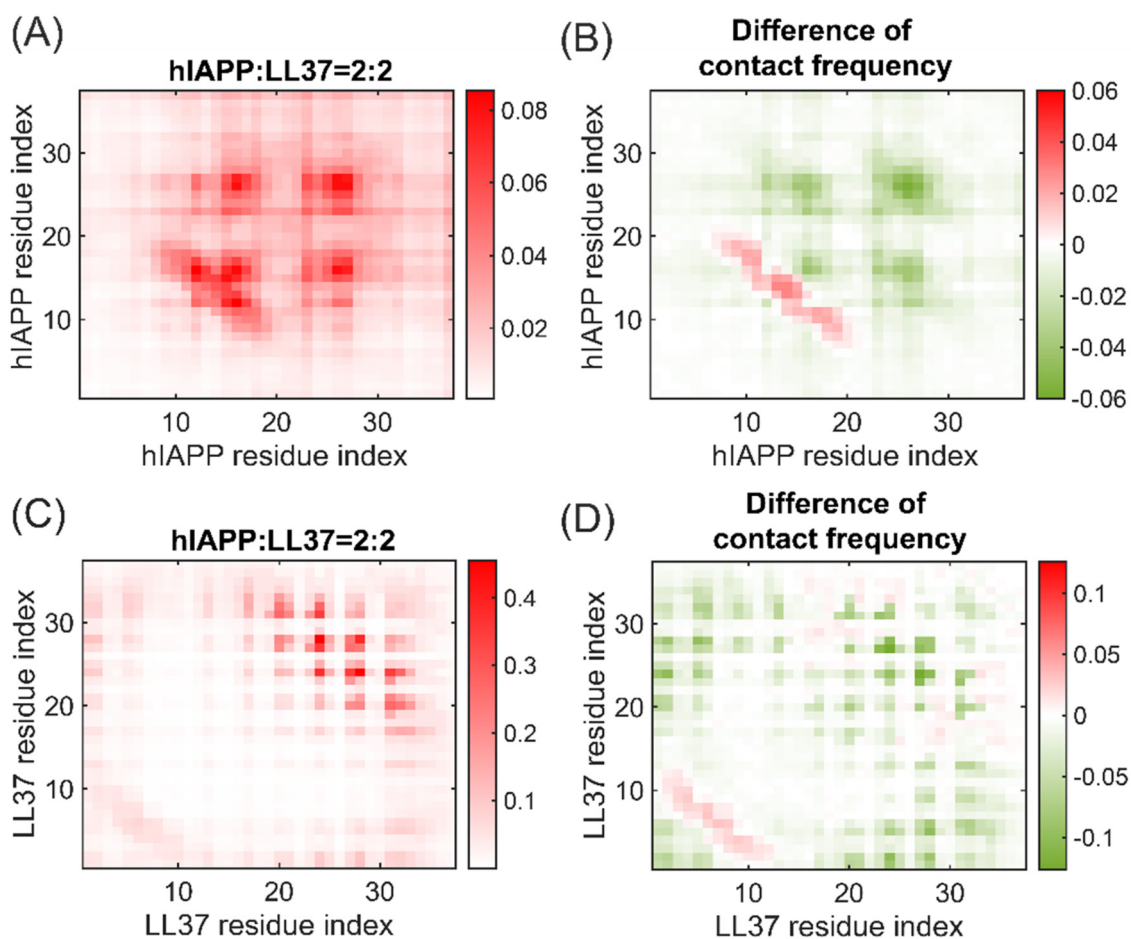 (A)
hIAPP:LL37=2:2
hIAPP residue index
30
20
10
10 20 30
hIAPP residue index
0.08
0.06
0.04
0.02
(B)
Difference of
contact frequency
hIAPP residue index
30
20
10
10 20 30
hIAPP residue index
0.06
0.04
0.02
0
-0.02
-0.04
-0.06
(C)
hIAPP:LL37=2:2
LL37 residue index
30
20
10
10 20 30
LL37 residue index
0.4
0.3
0.2
0.1
(D)
Difference of
contact frequency
LL37 residue index
30
20
10
10 20 30
LL37 residue index
0.1
0.05
0
-0.05
-0.1